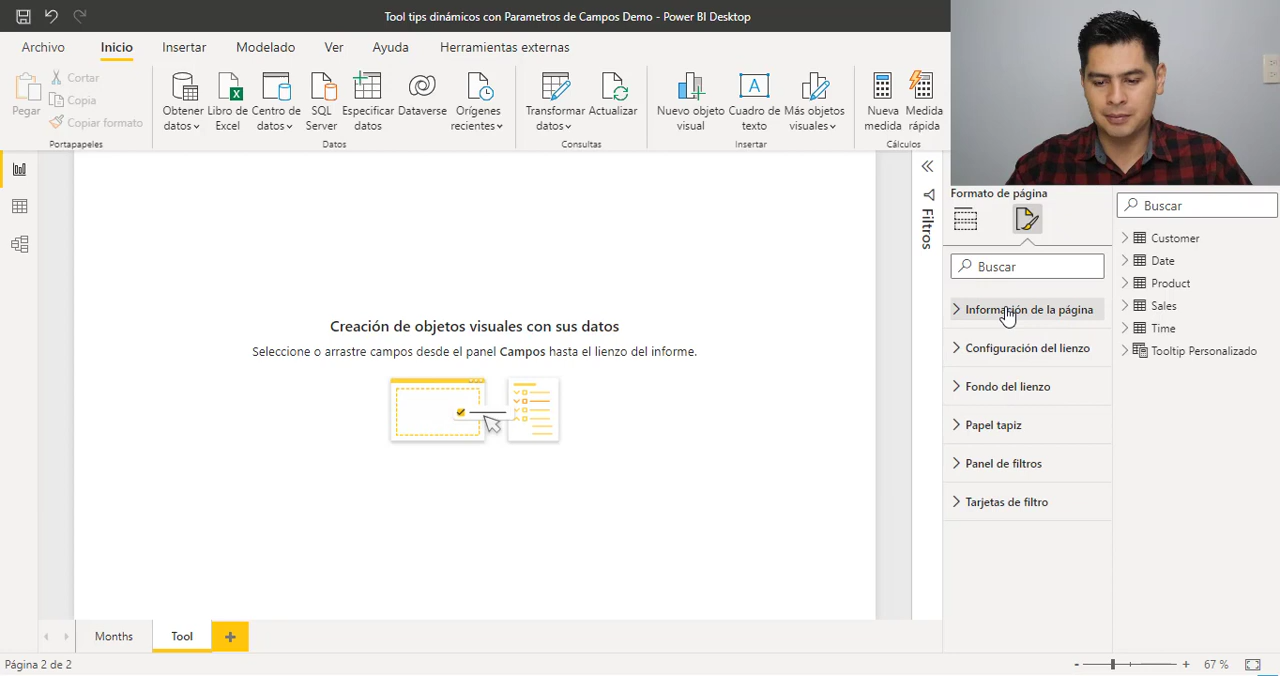 Tool tips dinámicos con Parametros de Campos Demo - Power BI Desktop
Archivo
Inicio
Insertar
Modelado
Ver
Ayuda
Herramientas externas
Pegar
Cortar
Copia
Copiar formato
Portapapeles
Obtener datos
Libro de Excel
Centro de datos
SQL Server
Especificar datos
Dataverse
Orígenes recientes
Datos
Transformar datos
Actualizar
Consultas
Nuevo objeto visual
Cuadro de texto
Más objetos visuales
Insertar
Nueva medida
Medida rápida
Cálculos
Filtros
Formato de página
Buscar
Información de la página
Configuración del lienzo
Fondo del lienzo
Papel tapiz
Panel de filtros
Tarjetas de filtro
Buscar
Customer
Date
Product
Sales
Time
Tooltip Personalizado
Creación de objetos visuales con sus datos
Seleccione o arrastre campos desde el panel Campos hasta el lienzo del informe.
Months
Tool
Página 2 de 2
67 %